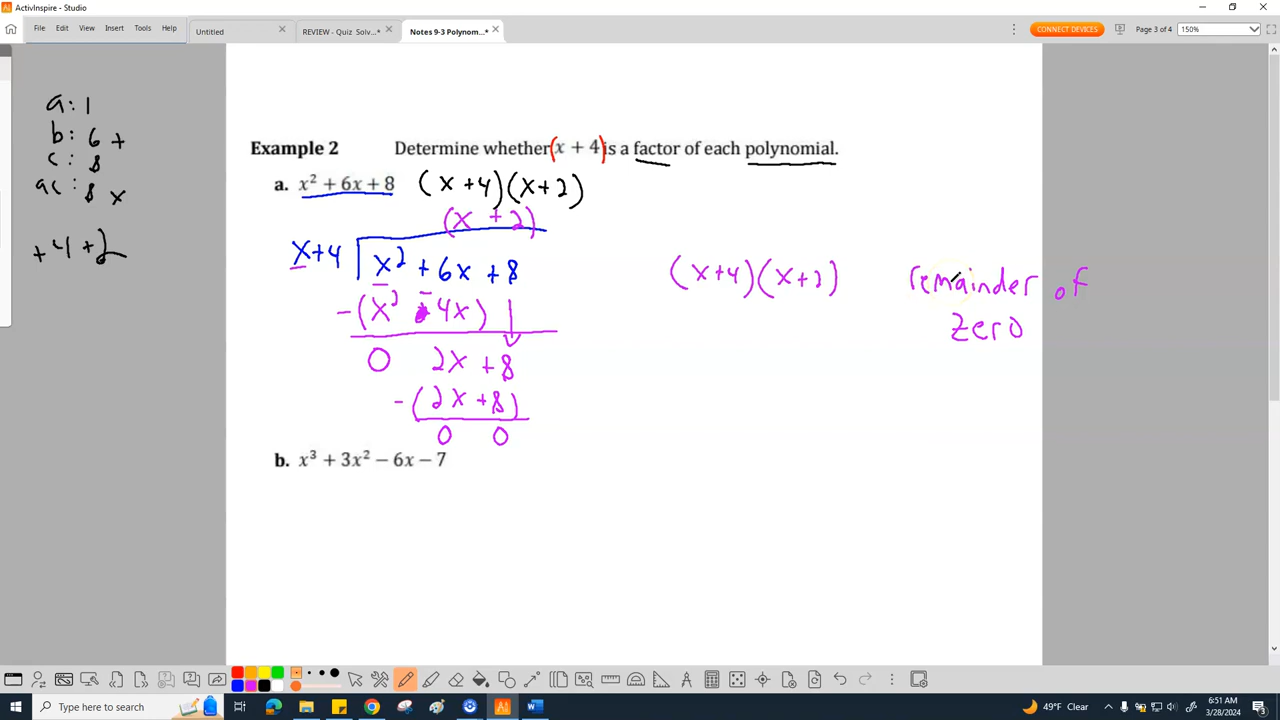 ActivInspire - Studio
File Edit View Insert Tools Help
Untitled
REVIEW - Quiz Solv...*
Notes 9-3 Polynom...*
CONNECT DEVICES
Page 3 of 4
150%
a: 1
b: 6 +
c: 8
ac: 8 x
+4 +2
Example 2 Determine whether (x + 4) is a factor of each polynomial.
a. x² + 6x + 8 (x +4)(x+2)
(x +2)
x+4 x² + 6x + 8
-(x² 4x)
0 2x +8
-(2x +8)
0 0
(x+4)(x+2)
remainder of
zero
b. x³ + 3x² − 6x − 7
Type here to search
49°F Clear
6:51 AM
3/28/2024